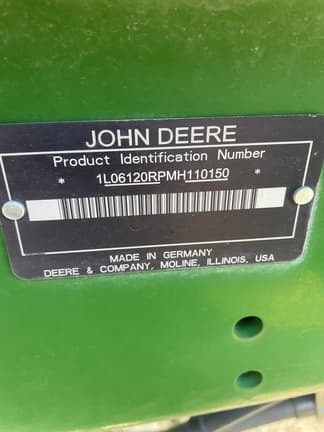 JOHN DEERE
Product Identification Number
* 1L06120RPMH110150 *
MADE IN GERMANY
DEERE & COMPANY, MOLINE, ILLINOIS, USA